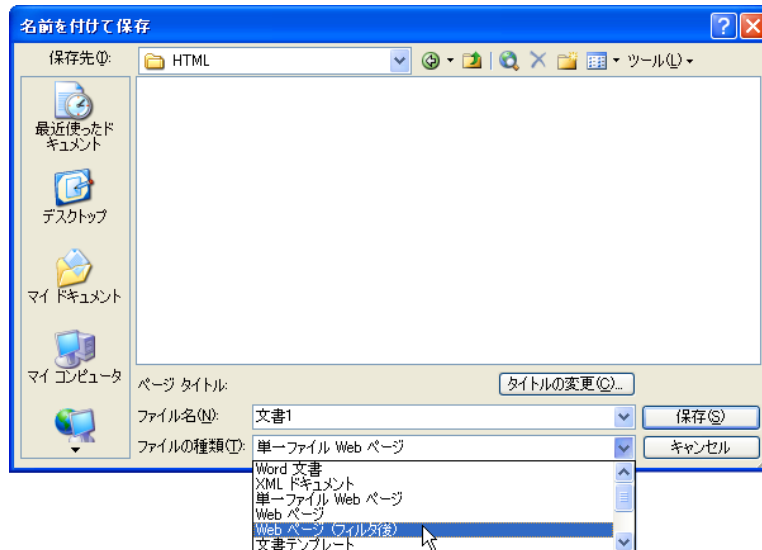 名前を付けて保存
保存先(I):
HTML
ツール(L)
最近使ったド
キュメント
デスクトップ
マイ ドキュメント
マイ コンピュータ
ページ タイトル:
タイトルの変更(C)...
ファイル名(N):
文書1
保存(S)
ファイルの種類(T):
単一ファイル Web ページ
キャンセル
Word 文書
XML ドキュメント
単一ファイル Web ページ
Web ページ
Web ページ (フィルタ後)
文書テンプレート